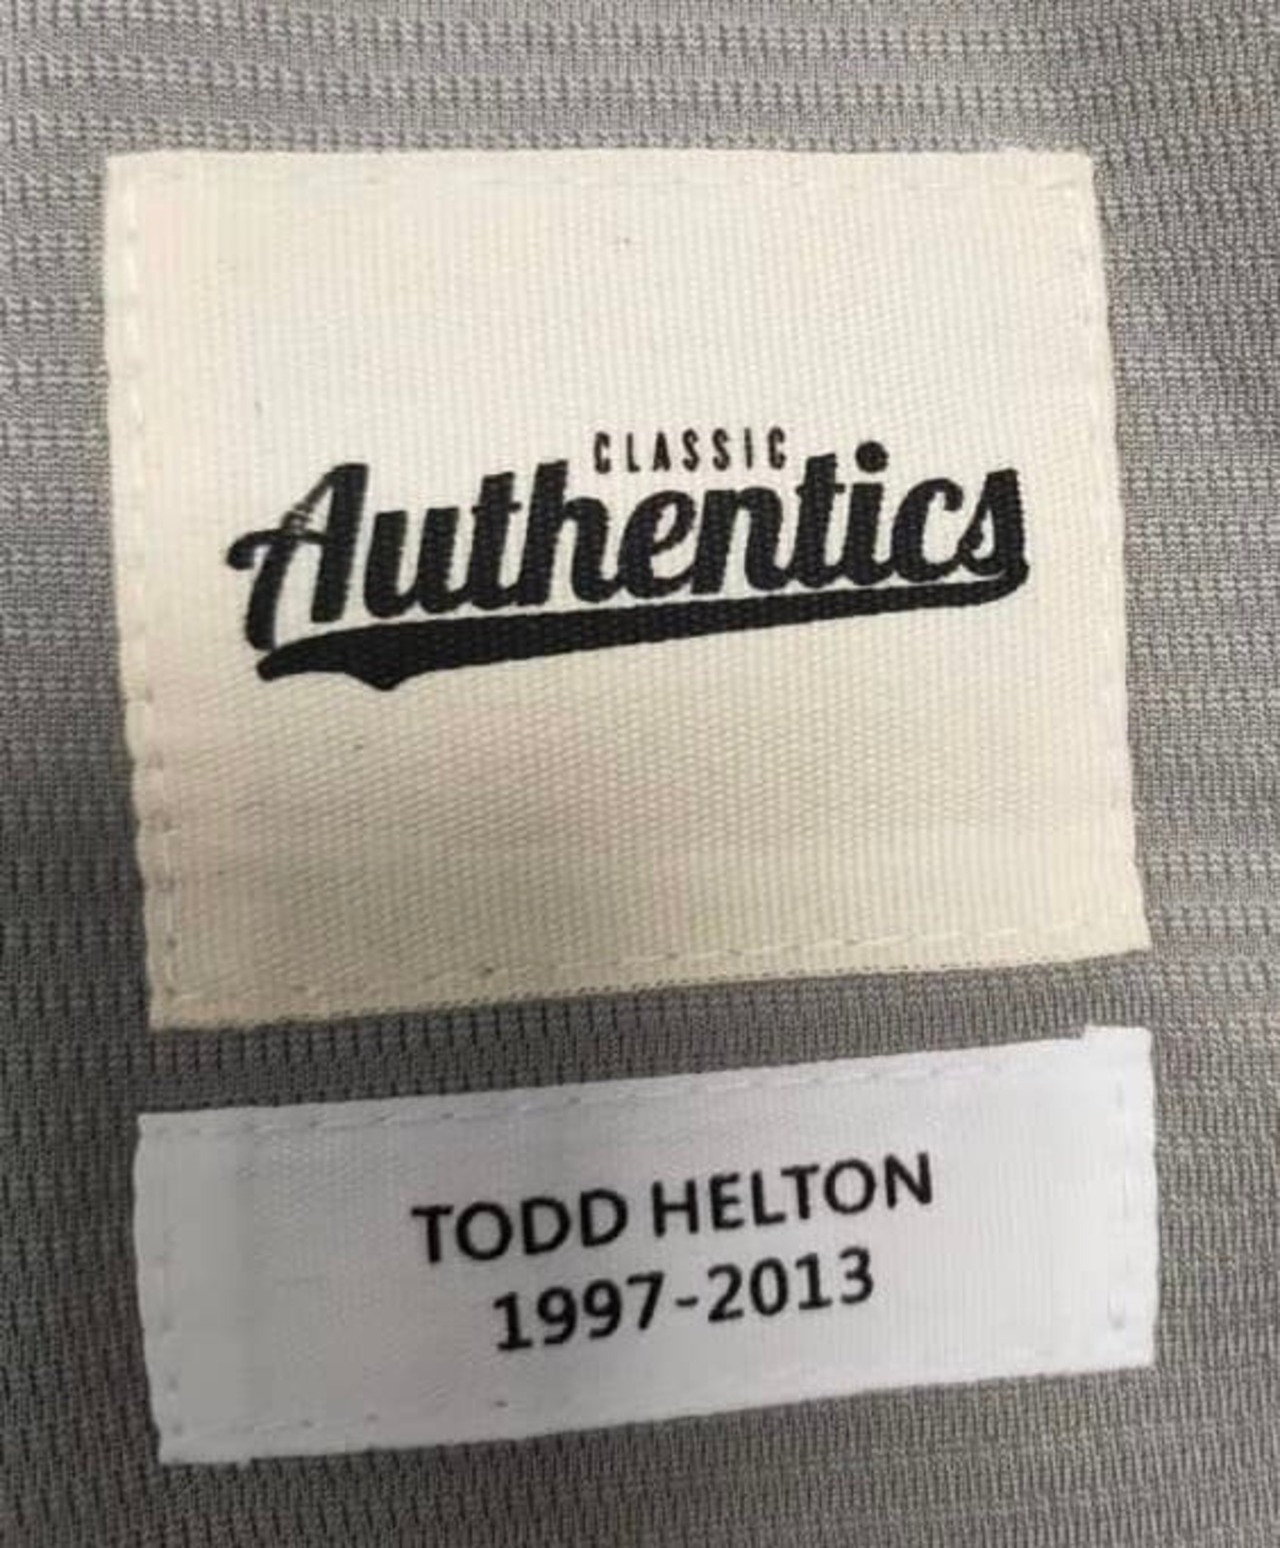 CLASSIC
Authentics
TODD HELTON
1997-2013